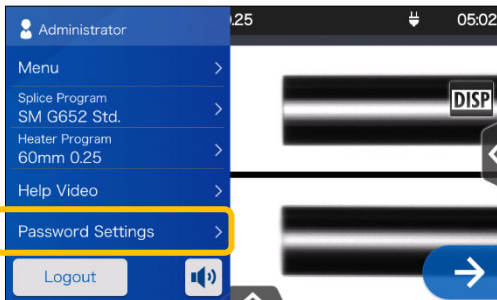 Administrator
.25
05:02
Menu
Splice Program
SM G652 Std.
DISP
Heater Program
60mm 0.25
Help Video
Password Settings
Logout